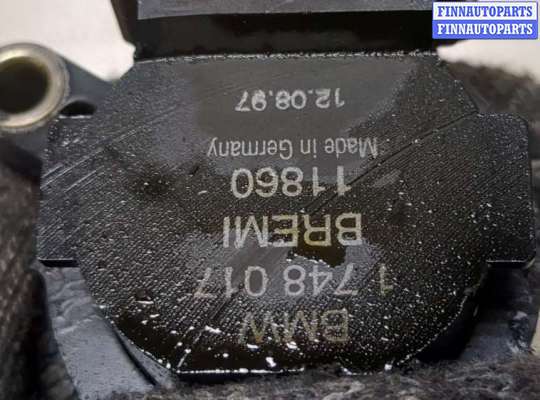 FINNAUTOPARTS
FINNAUTOPARTS
BMW
1 748 017
BREMI
11860
Made in Germany
12.08.97